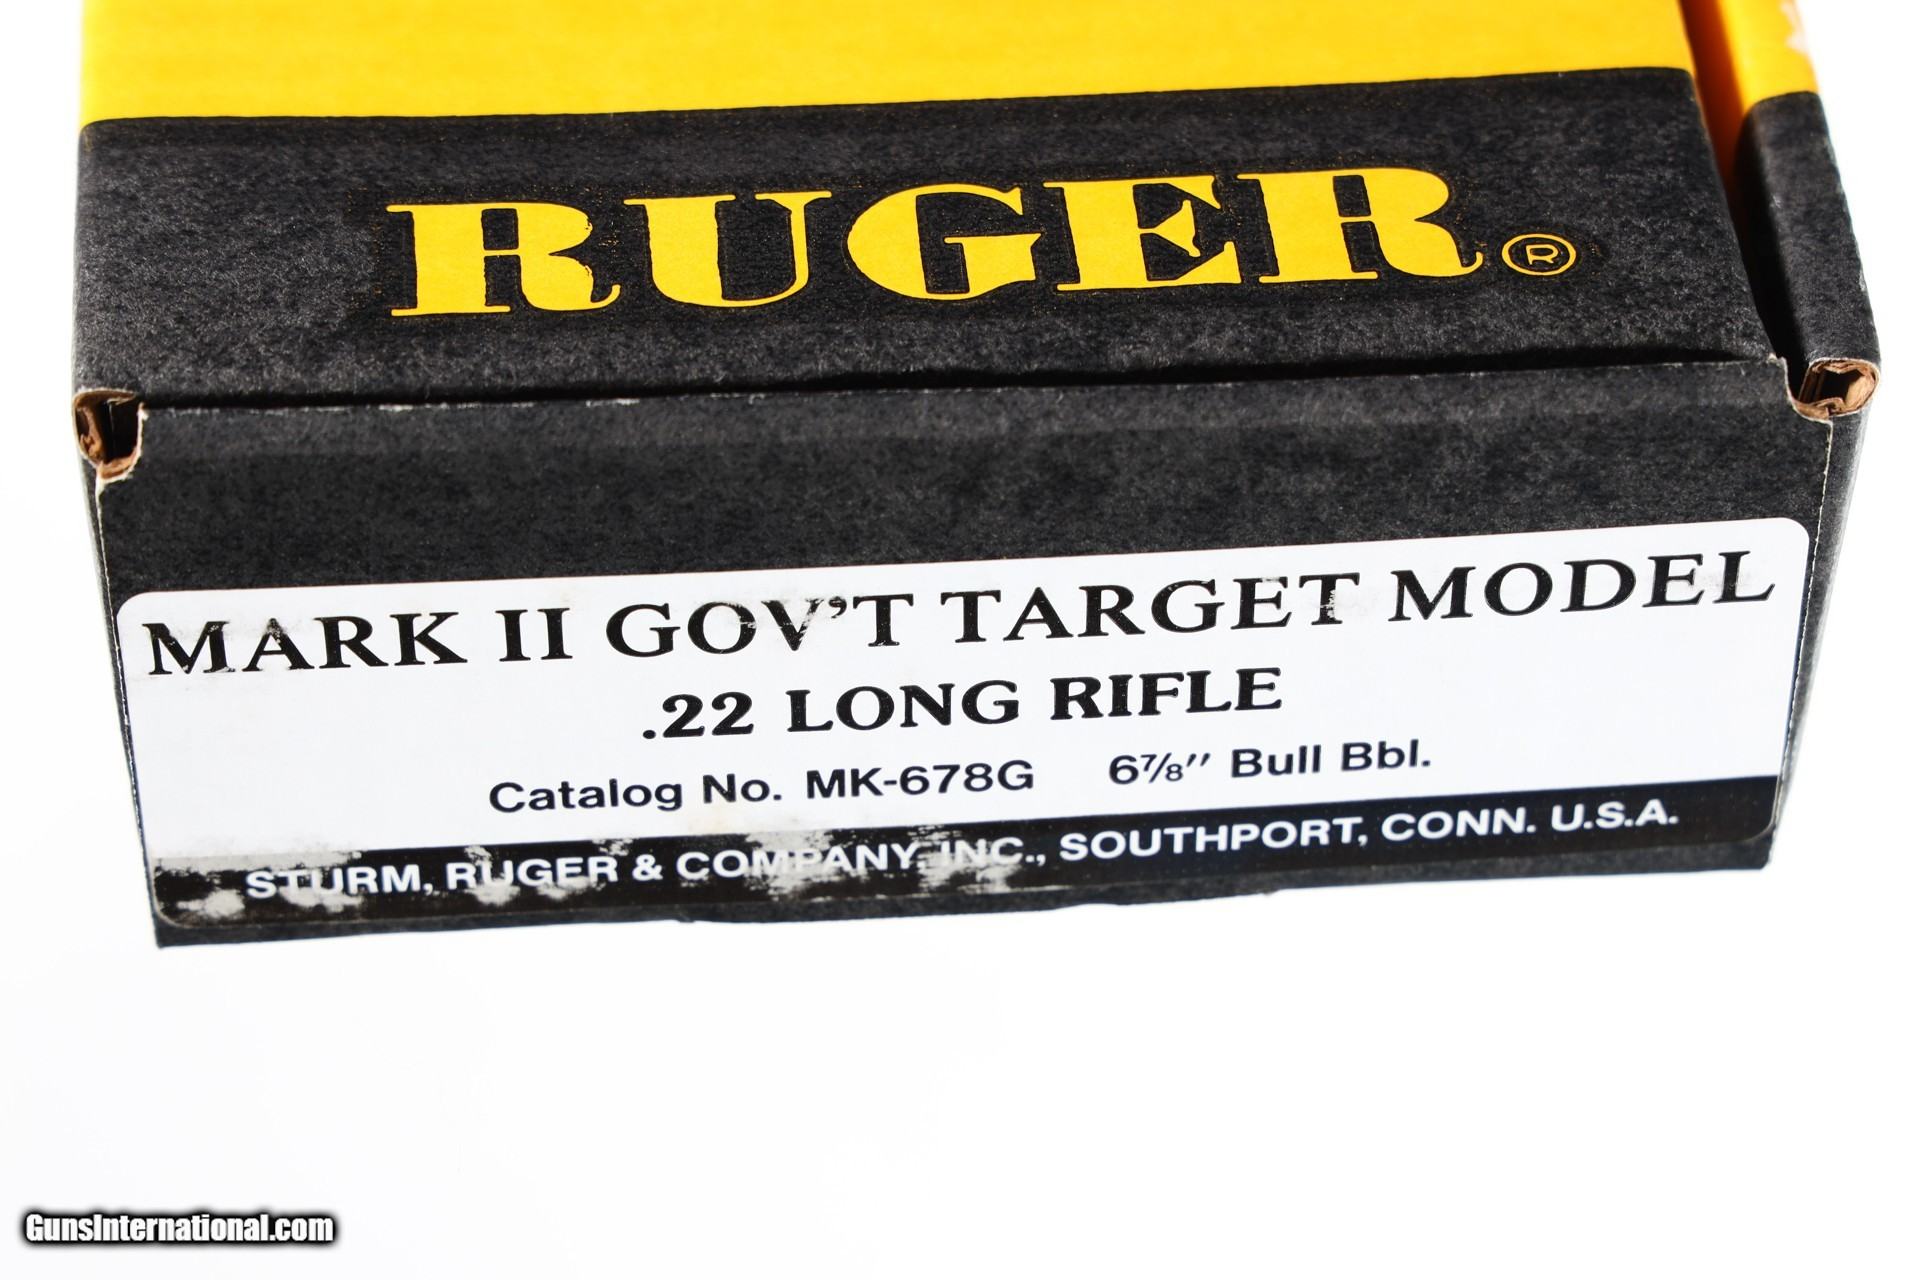 RUGER®
MARK II GOV'T TARGET MODEL
.22 LONG RIFLE
Catalog No. MK-678G 6⅞″ Bull Bbl.
STURM, RUGER & COMPANY, INC., SOUTHPORT, CONN. U.S.A.
GunsInternational.com